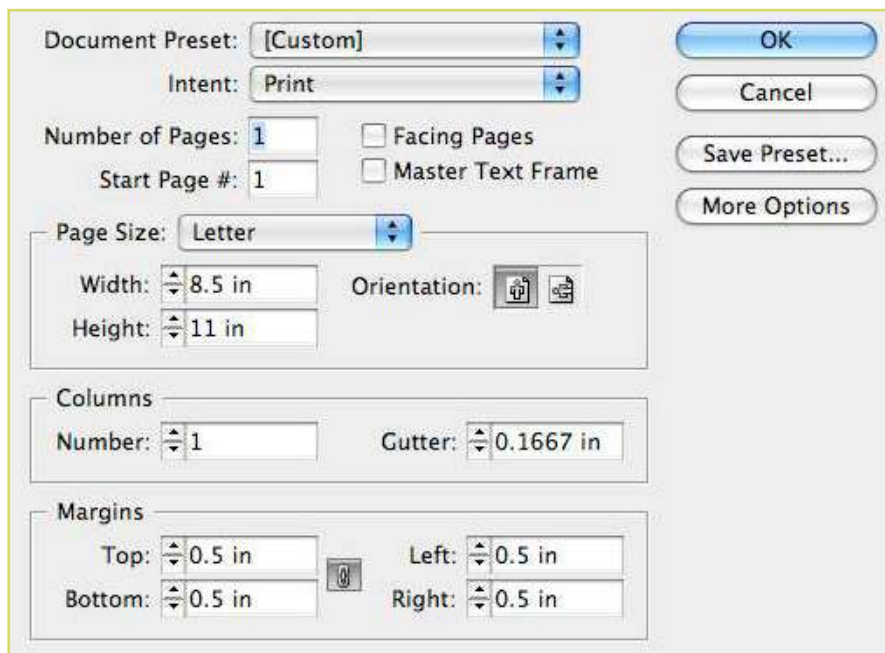 Document Preset: [Custom]
OK
Intent: Print
Cancel
Number of Pages: 1
Facing Pages
Save Preset...
Start Page #: 1
Master Text Frame
More Options
Page Size: Letter
Width: 8.5 in
Orientation:
Height: 11 in
Columns
Number: 1
Gutter: 0.1667 in
Margins
Top: 0.5 in
Left: 0.5 in
Bottom: 0.5 in
Right: 0.5 in